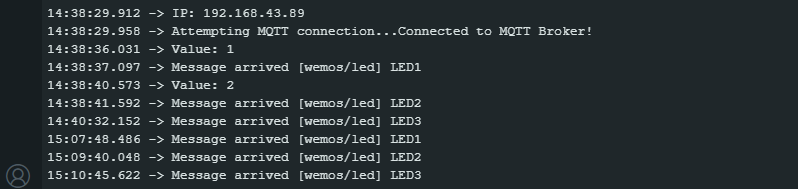 14:38:29.912 -> IP: 192.168.43.89
14:38:29.958 -> Attempting MQTT connection...Connected to MQTT Broker!
14:38:36.031 -> Value: 1
14:38:37.097 -> Message arrived [wemos/led] LED1
14:38:40.573 -> Value: 2
14:38:41.592 -> Message arrived [wemos/led] LED2
14:40:32.152 -> Message arrived [wemos/led] LED3
15:07:48.486 -> Message arrived [wemos/led] LED1
15:09:40.048 -> Message arrived [wemos/led] LED2
15:10:45.622 -> Message arrived [wemos/led] LED3